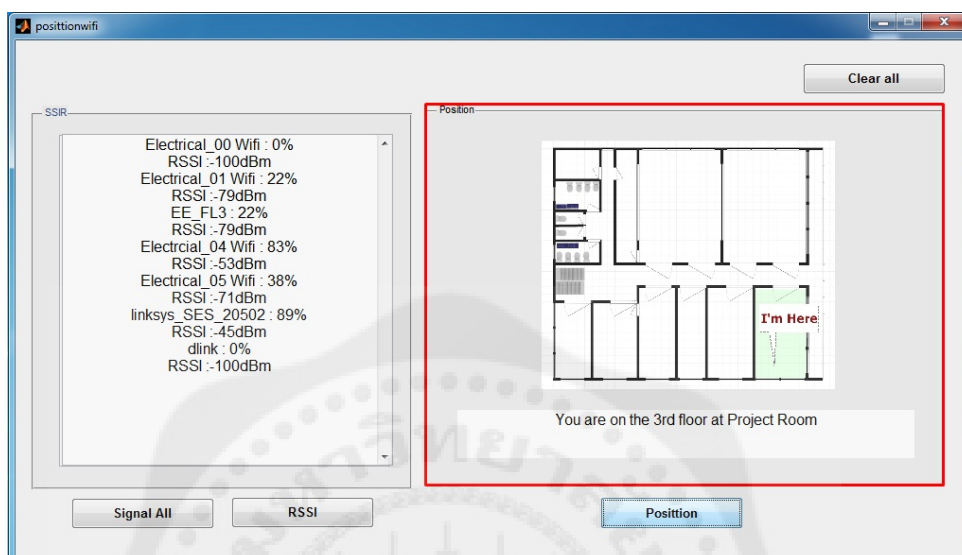 posittionwifi
Clear all
SSIR
Electrical_00 Wifi : 0%
RSSI :-100dBm
Electrical_01 Wifi : 22%
RSSI :-79dBm
EE_FL3 : 22%
RSSI :-79dBm
Electrcial_04 Wifi : 83%
RSSI :-53dBm
Electrical_05 Wifi : 38%
RSSI :-71dBm
linksys_SES_20502 : 89%
RSSI :-45dBm
dlink : 0%
RSSI :-100dBm
Signal All
RSSI
Position
I'm Here
You are on the 3rd floor at Project Room
Posittion